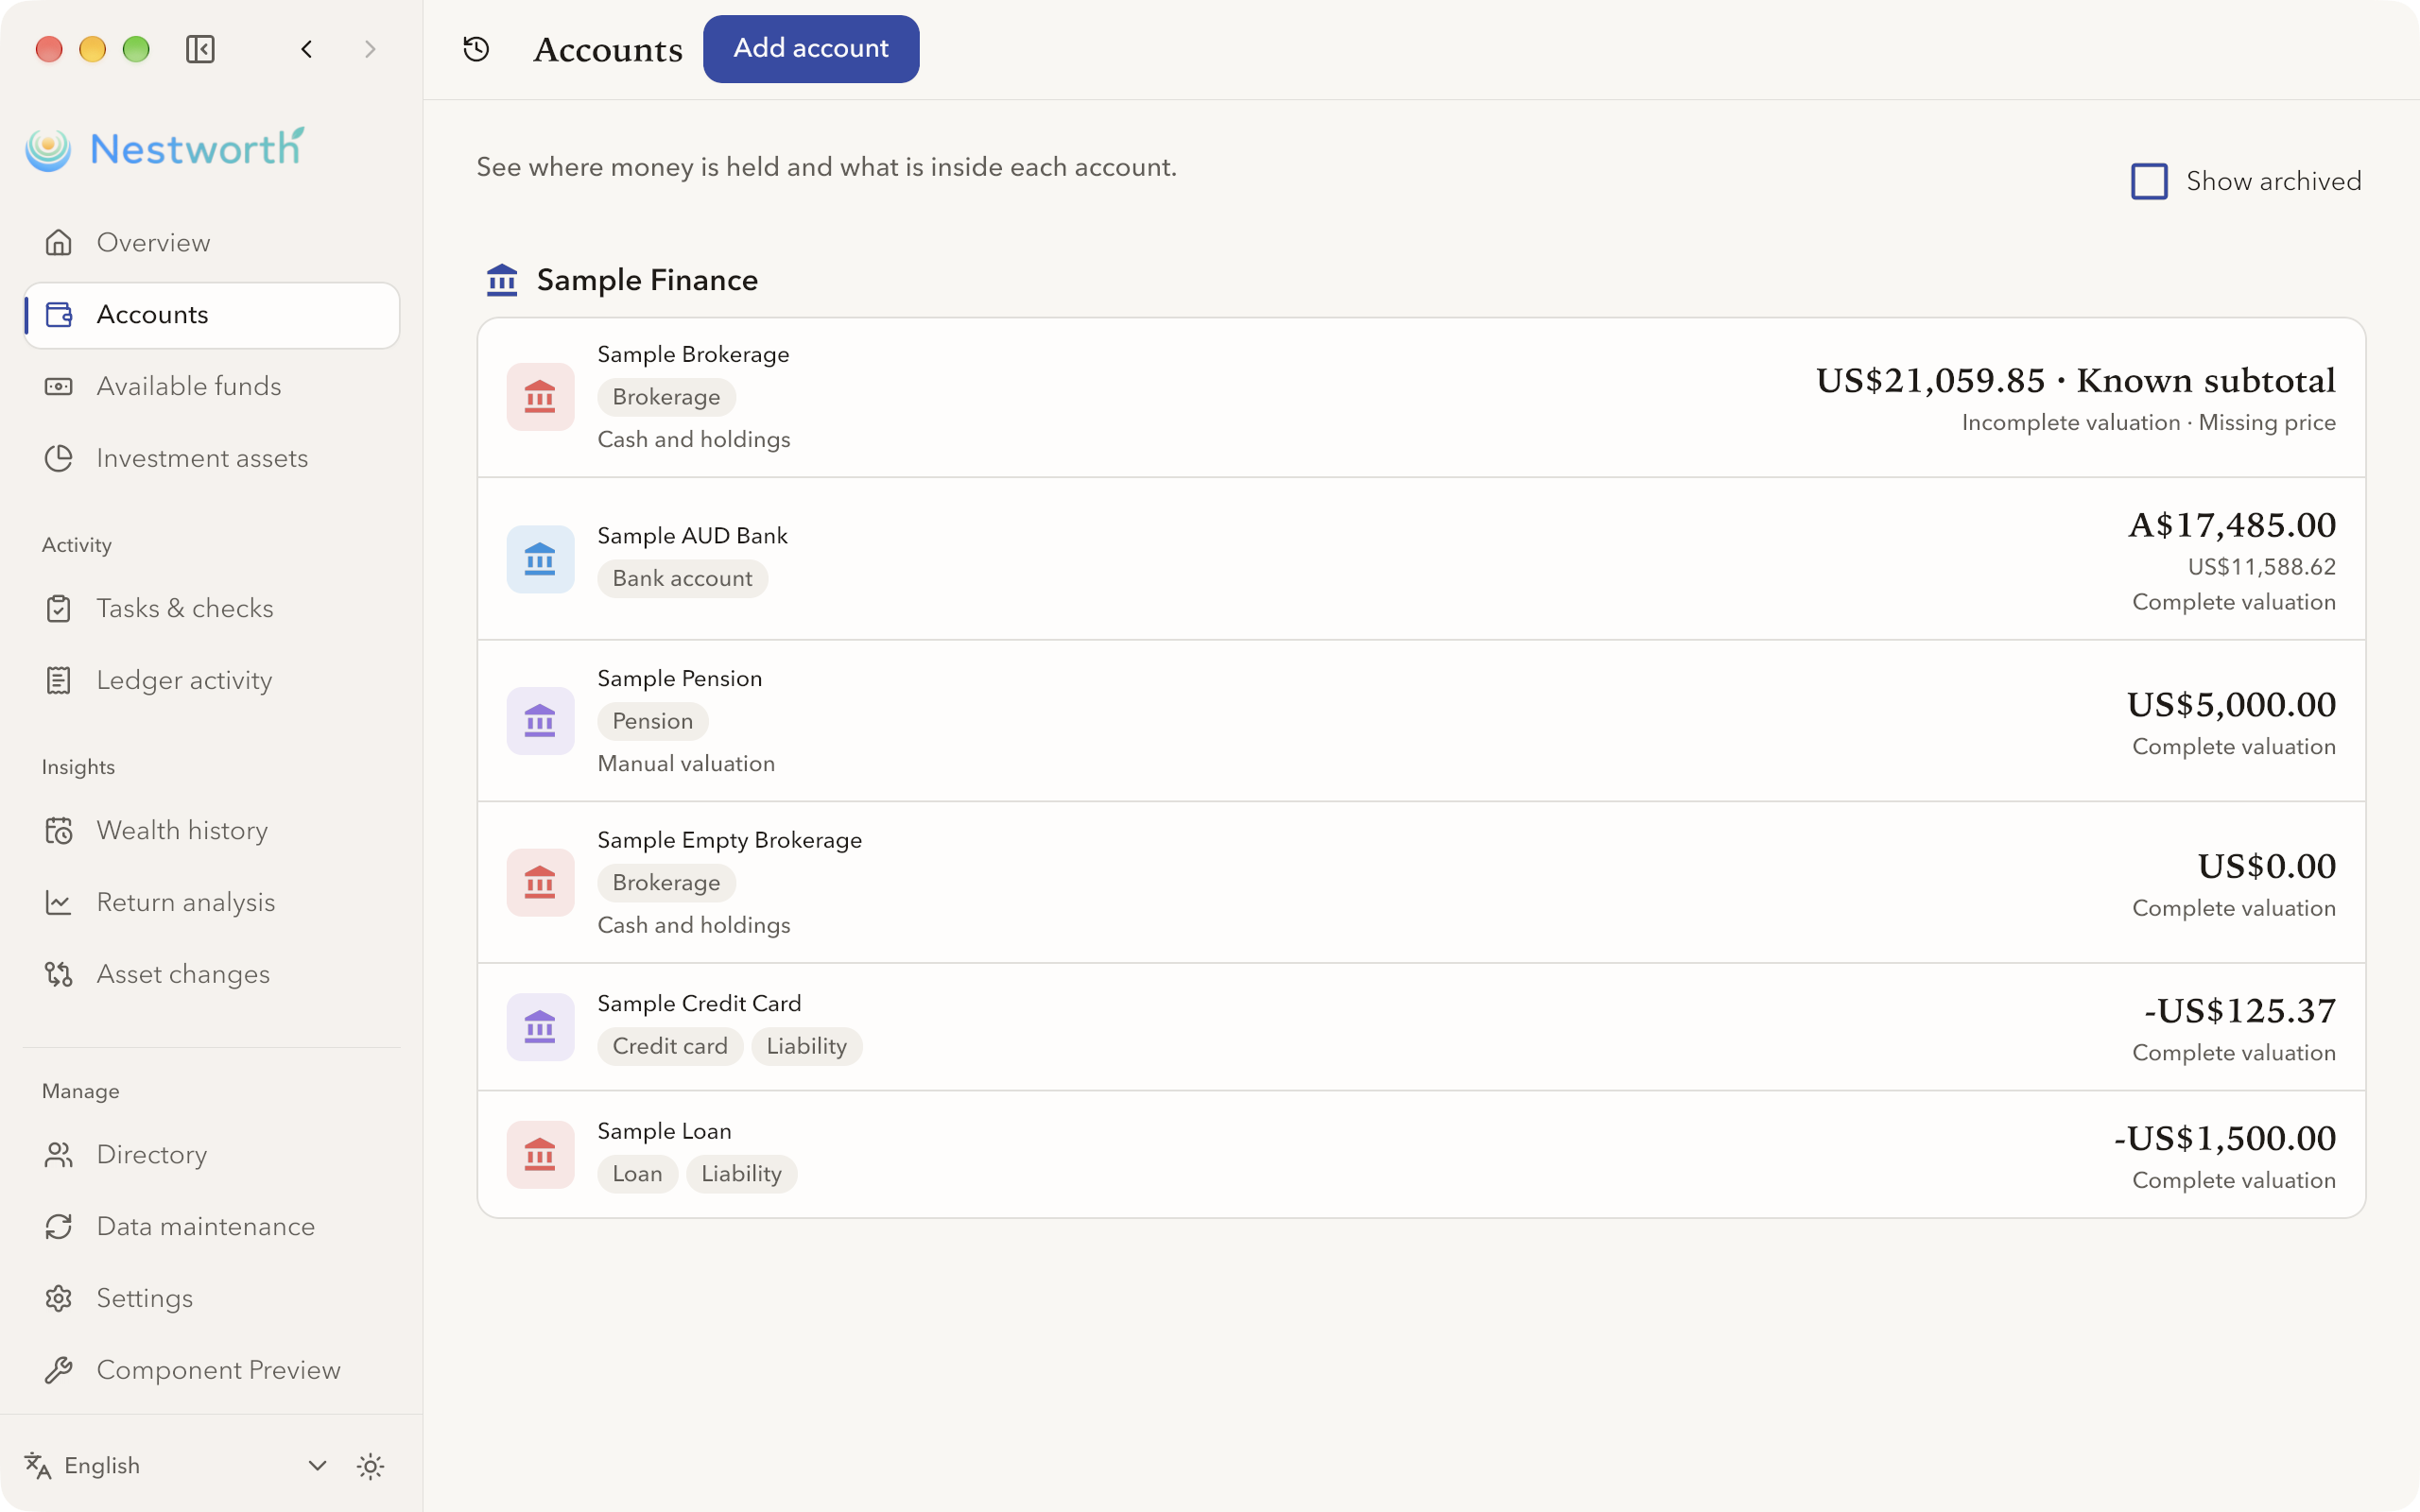 Nestworth
Overview
Accounts
Available funds
Investment assets
Activity
Tasks & checks
Ledger activity
Insights
Wealth history
Return analysis
Asset changes
Manage
Directory
Data maintenance
Settings
Component Preview
English
Accounts
Add account
See where money is held and what is inside each account.
Show archived
Sample Finance
Sample Brokerage
Brokerage
Cash and holdings
US$21,059.85 · Known subtotal
Incomplete valuation · Missing price
Sample AUD Bank
Bank account
A$17,485.00
US$11,588.62
Complete valuation
Sample Pension
Pension
Manual valuation
US$5,000.00
Complete valuation
Sample Empty Brokerage
Brokerage
Cash and holdings
US$0.00
Complete valuation
Sample Credit Card
Credit card Liability
-US$125.37
Complete valuation
Sample Loan
Loan Liability
-US$1,500.00
Complete valuation